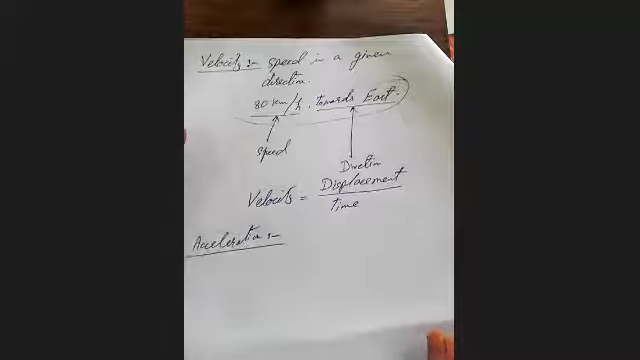 Velocity :- speed in a given
direction.
80 km/h, towards East.
speed
Direction
Velocity = Displacement
time
Acceleration :-